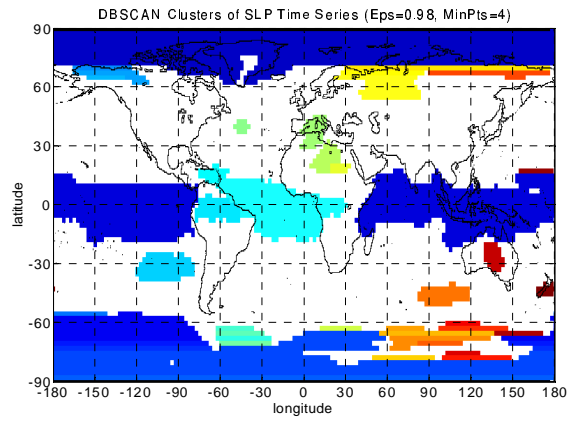 DBSCAN Clusters of SLP Time Series (Eps=0.98, MinPts=4)
90
60
30
0
-30
-60
-90
latitude
-180 -150 -120 -90 -60 -30 0 30 60 90 120 150 180
longitude